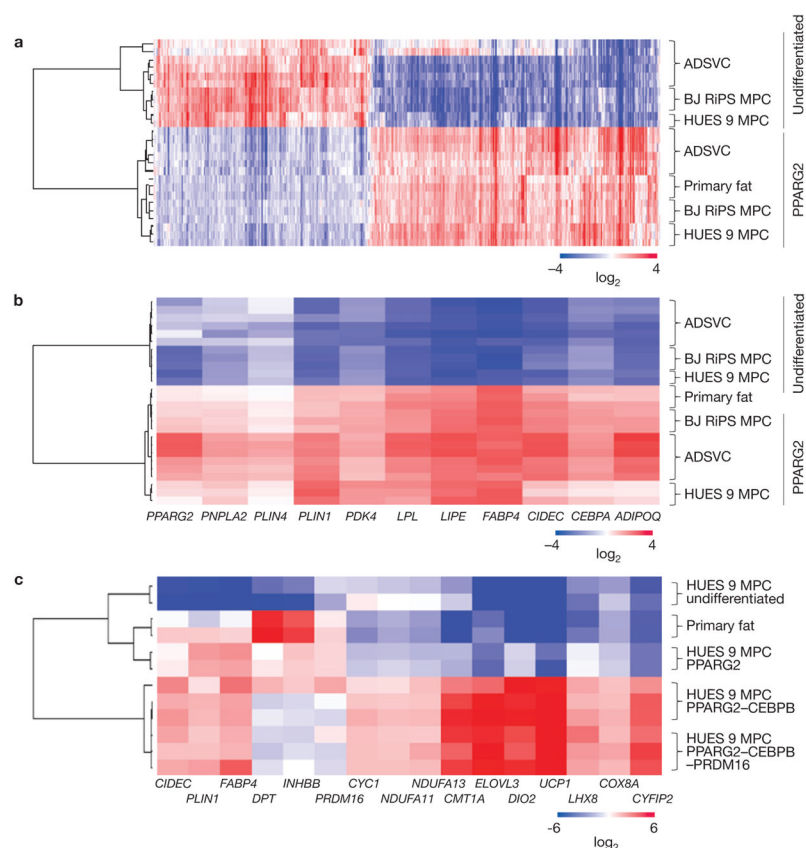 a
ADSVC
BJ RiPS MPC
HUES 9 MPC
Undifferentiated
ADSVC
Primary fat
BJ RiPS MPC
HUES 9 MPC
PPARG2
−4 4
log2
b
ADSVC
BJ RiPS MPC
HUES 9 MPC
Undifferentiated
Primary fat
BJ RiPS MPC
ADSVC
HUES 9 MPC
PPARG2
PPARG2 PNPLA2 PLIN4 PLIN1 PDK4 LPL LIPE FABP4 CIDEC CEBPA ADIPOQ
−4 4
log2
c
HUES 9 MPC
undifferentiated
Primary fat
HUES 9 MPC
PPARG2
HUES 9 MPC
PPARG2–CEBPB
HUES 9 MPC
PPARG2–CEBPB
–PRDM16
CIDEC FABP4 INHBB CYC1 NDUFA13 ELOVL3 UCP1 COX8A
PLIN1 DPT PRDM16 NDUFA11 CMT1A DIO2 LHX8 CYFIP2
-6 6
log2